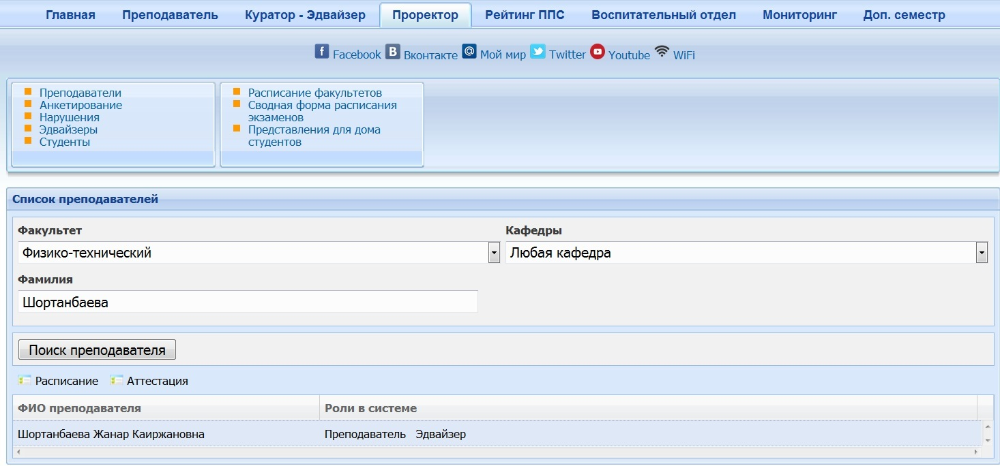 Главная Преподаватель Куратор - Эдвайзер Проректор Рейтинг ППС Воспитательный отдел Мониторинг Доп. семестр
f Facebook B Вконтакте @ Мой мир Twitter Youtube WiFi
Преподаватели
Анкетирование
Нарушения
Эдвайзеры
Студенты
Расписание факультетов
Сводная форма расписания
экзаменов
Представления для дома
студентов
Список преподавателей
Факультет Кафедры
Физико-технический Любая кафедра
Фамилия
Шортанбаева
Поиск преподавателя
Расписание Аттестация
ФИО преподавателя Роли в системе
Шортанбаева Жанар Каиржановна Преподаватель Эдвайзер